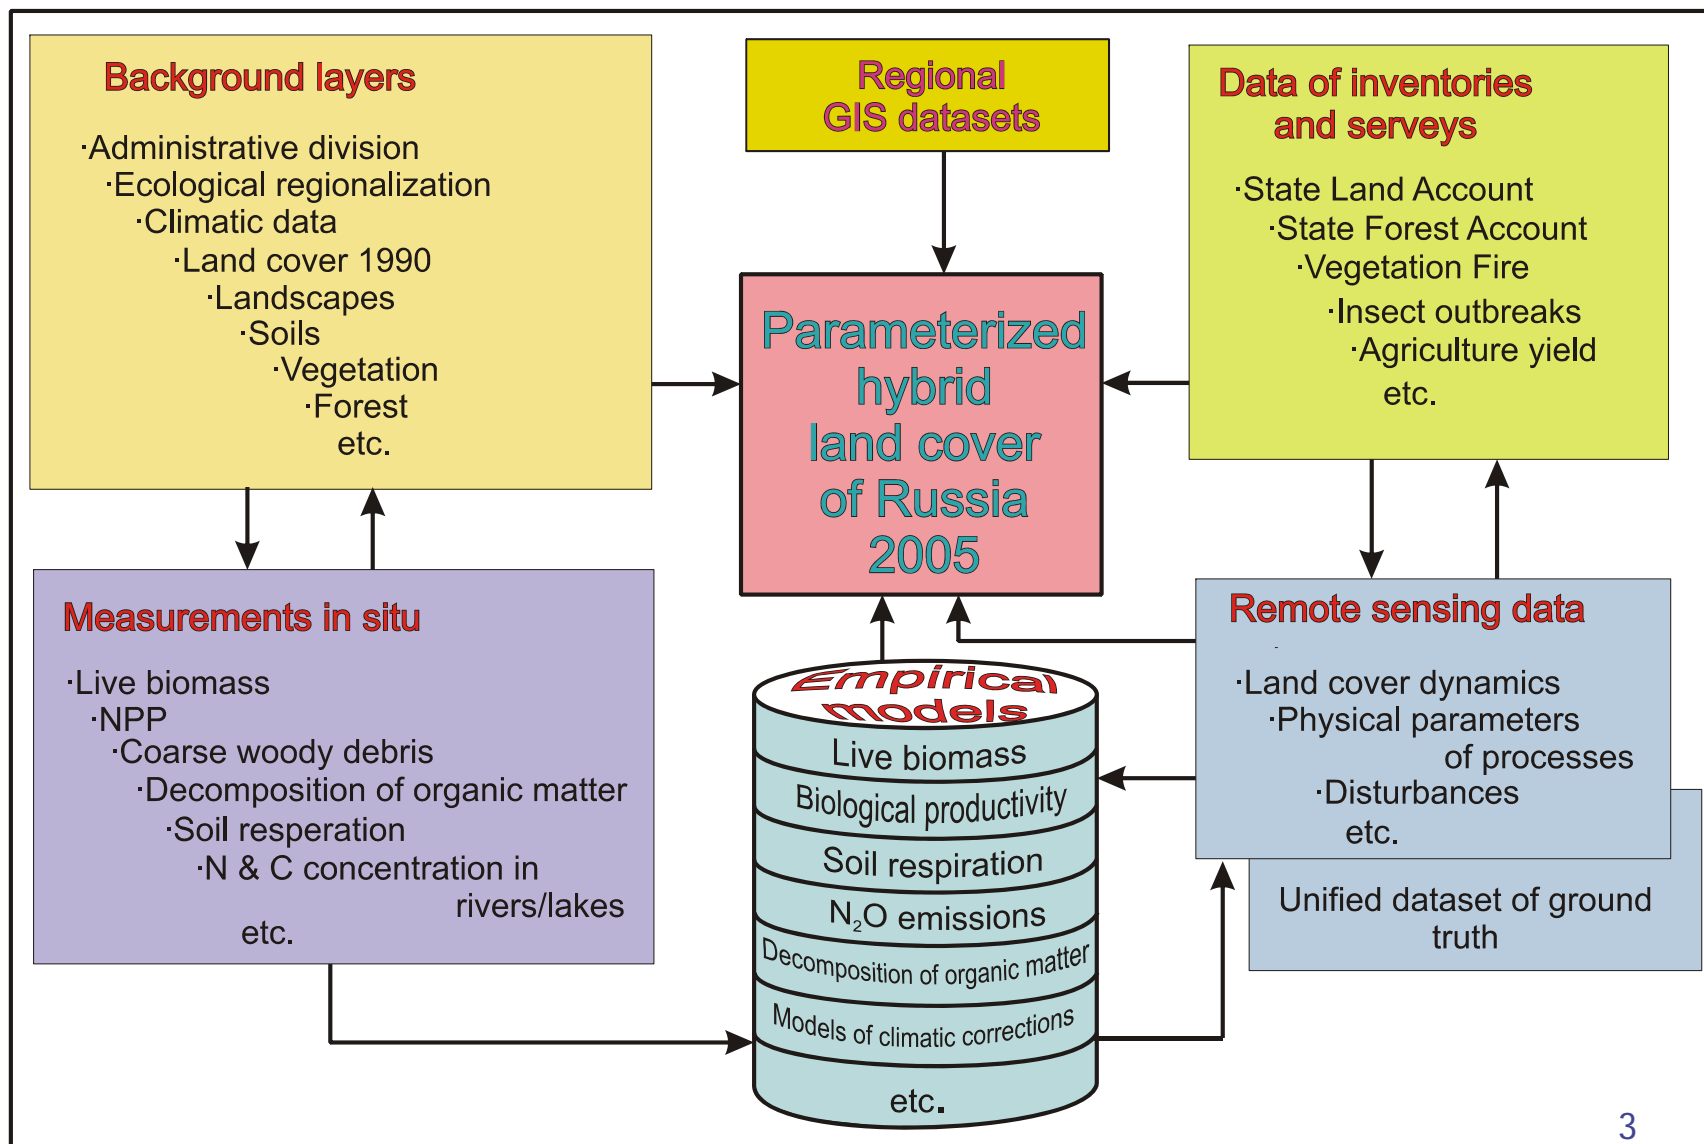 Background layers
·Administrative division
·Ecological regionalization
·Climatic data
·Land cover 1990
·Landscapes
·Soils
·Vegetation
·Forest
etc.
Regional
GIS datasets
Data of inventories
and serveys
·State Land Account
·State Forest Account
·Vegetation Fire
·Insect outbreaks
·Agriculture yield
etc.
Parameterized
hybrid
land cover
of Russia
2005
Measurements in situ
·Live biomass
·NPP
·Coarse woody debris
·Decomposition of organic matter
·Soil resperation
·N & C concentration in
rivers/lakes
etc.
Empirical
models
Live biomass
Biological productivity
Soil respiration
N₂O emissions
Decomposition of organic matter
Models of climatic corrections
etc.
Remote sensing data
·Land cover dynamics
·Physical parameters
of processes
·Disturbances
etc.
Unified dataset of ground
truth
3